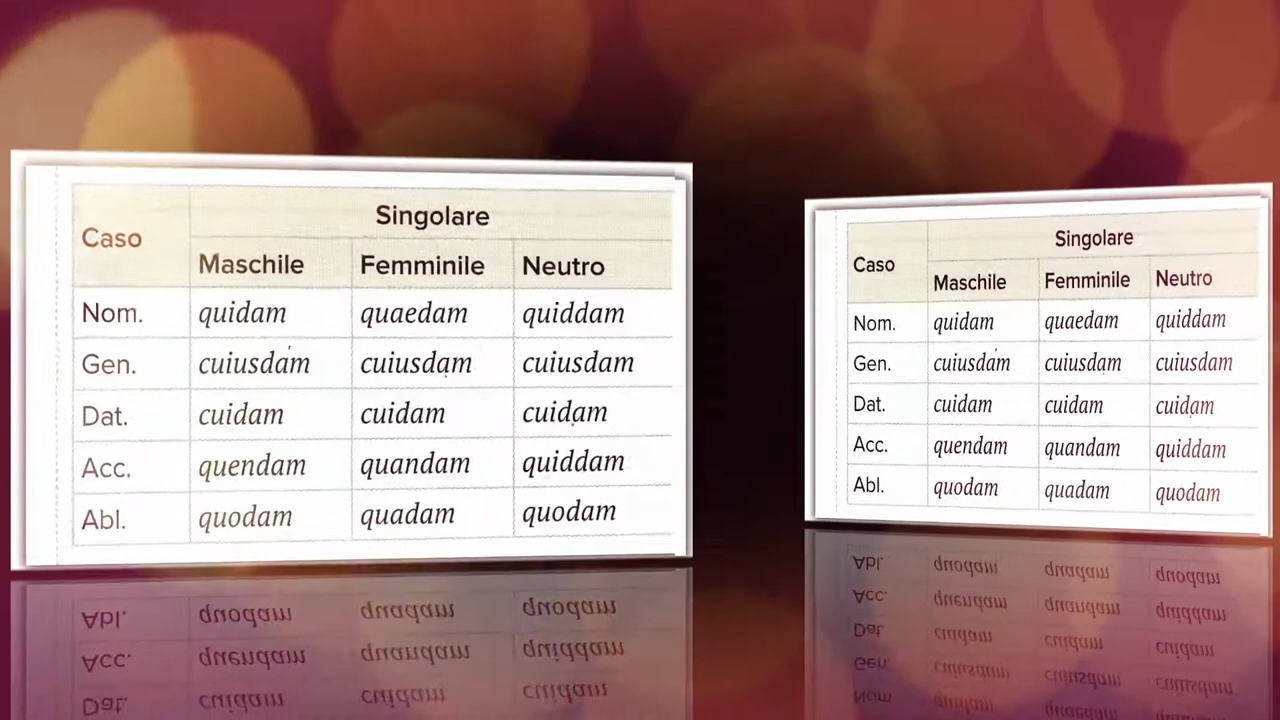 Caso Singolare
Maschile Femminile Neutro
Nom. quidam quaedam quiddam
Gen. cuiusdam cuiusdam cuiusdam
Dat. cuidam cuidam cuidam
Acc. quendam quandam quiddam
Abl. quodam quadam quodam
Caso Singolare
Maschile Femminile Neutro
Nom. quidam quaedam quiddam
Gen. cuiusdam cuiusdam cuiusdam
Dat. cuidam cuidam cuidam
Acc. quendam quandam quiddam
Abl. quodam quadam quodam